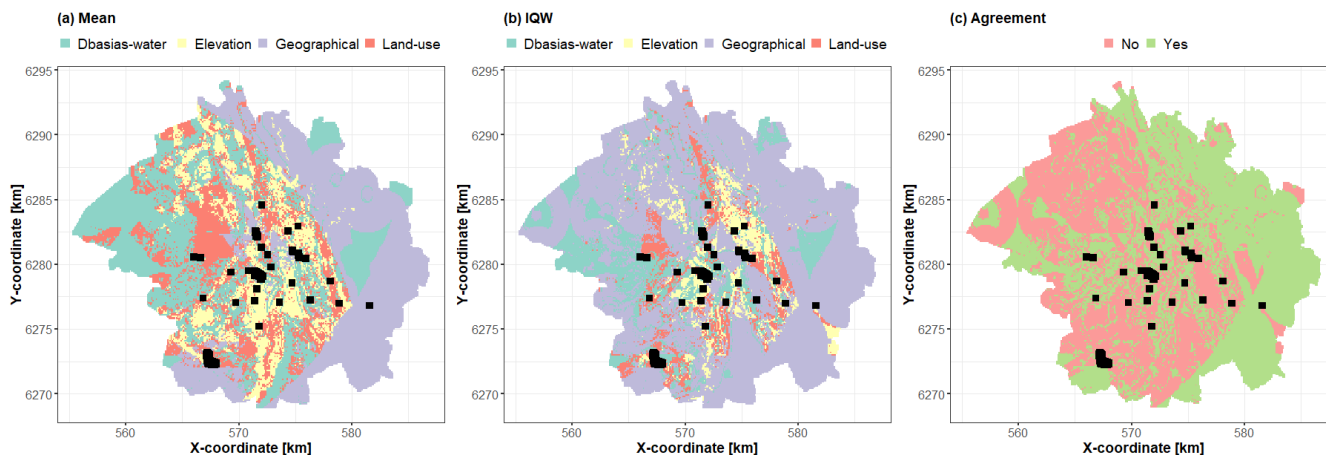 (a) Mean
Dbasias-water Elevation Geographical Land-use
6295
6290
6285
6280
6275
6270
Y-coordinate [km]
560 570 580
X-coordinate [km]
(b) IQW
Dbasias-water Elevation Geographical Land-use
6295
6290
6285
6280
6275
6270
Y-coordinate [km]
560 570 580
X-coordinate [km]
(c) Agreement
No Yes
6295
6290
6285
6280
6275
6270
Y-coordinate [km]
560 570 580
X-coordinate [km]